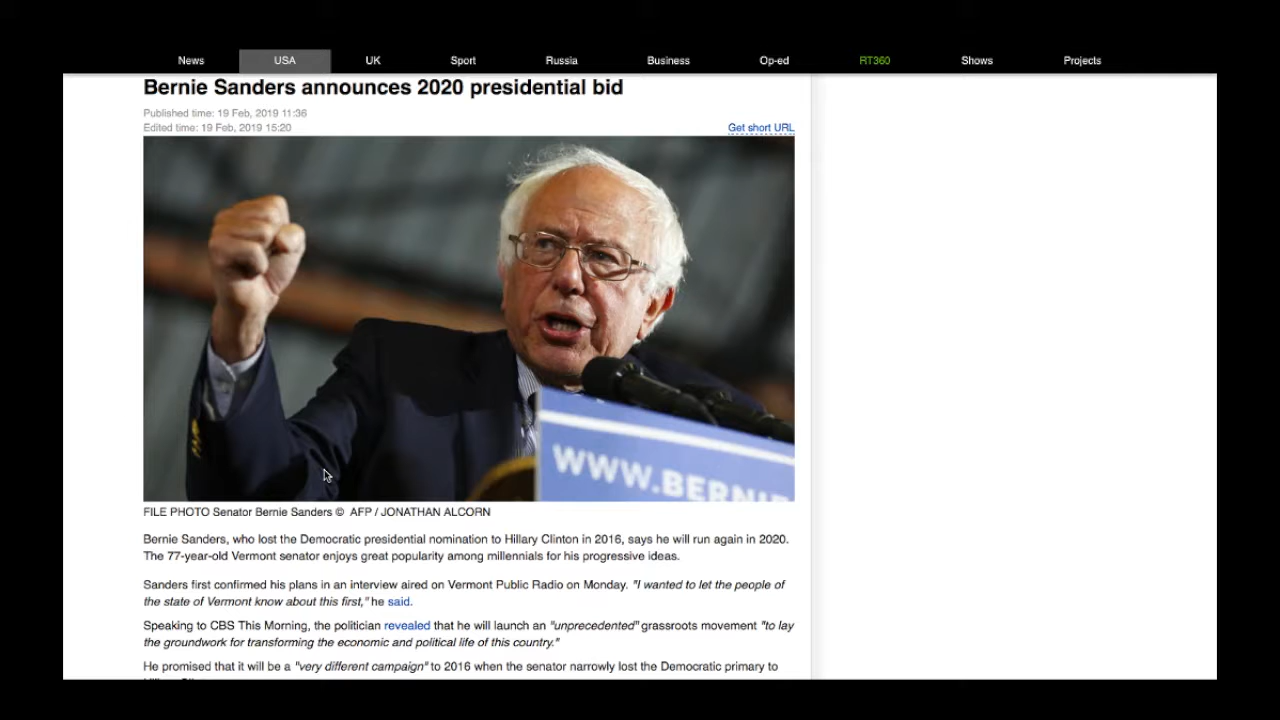 News USA UK Sport Russia Business Op-ed RT360 Shows Projects
Bernie Sanders announces 2020 presidential bid
Published time: 19 Feb, 2019 11:36
Edited time: 19 Feb, 2019 15:20
Get short URL
WWW.BERNIE
FILE PHOTO Senator Bernie Sanders © AFP / JONATHAN ALCORN
Bernie Sanders, who lost the Democratic presidential nomination to Hillary Clinton in 2016, says he will run again in 2020.
The 77-year-old Vermont senator enjoys great popularity among millennials for his progressive ideas.
Sanders first confirmed his plans in an interview aired on Vermont Public Radio on Monday. "I wanted to let the people of
the state of Vermont know about this first," he said.
Speaking to CBS This Morning, the politician revealed that he will launch an "unprecedented" grassroots movement "to lay
the groundwork for transforming the economic and political life of this country."
He promised that it will be a "very different campaign" to 2016 when the senator narrowly lost the Democratic primary to